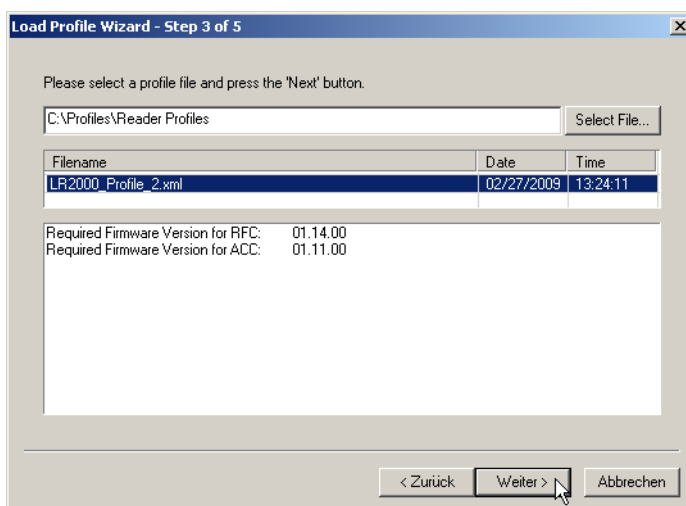 Load Profile Wizard - Step 3 of 5
Please select a profile file and press the 'Next' button.
C:\Profiles\Reader Profiles
Select File...
Filename Date Time
LR2000_Profile_2.xml 02/27/2009 13:24:11
Required Firmware Version for RFC: 01.14.00
Required Firmware Version for ACC: 01.11.00
< Zurück Weiter > Abbrechen